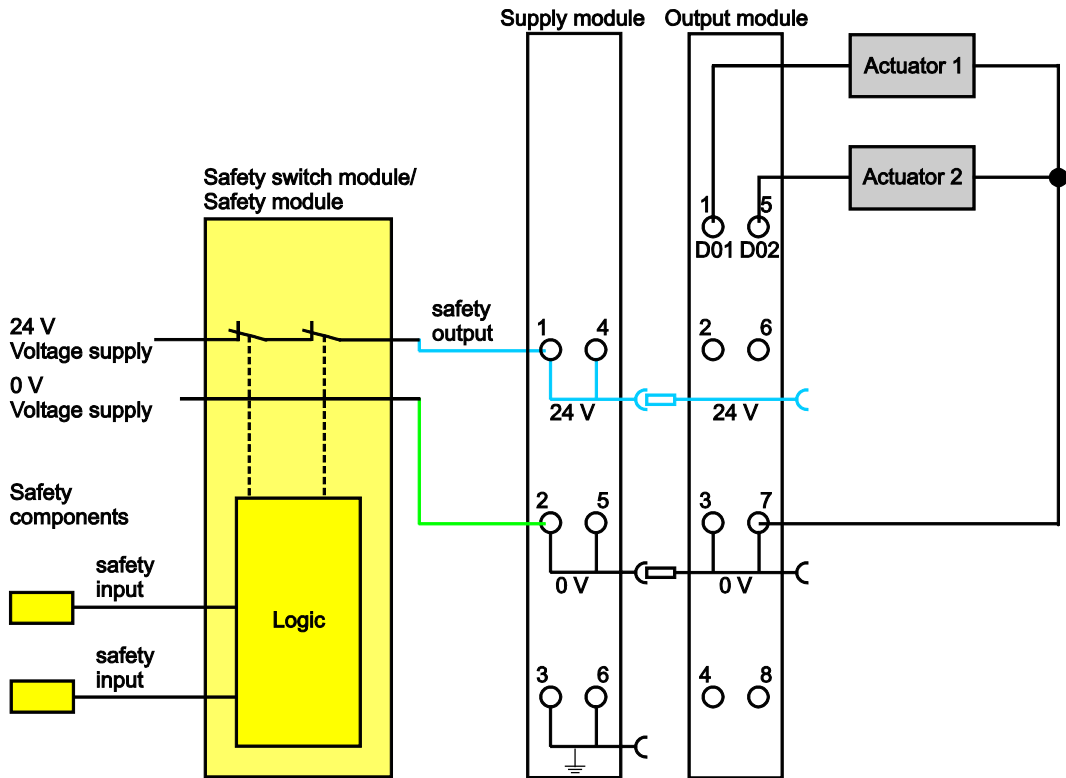 Supply module
Output module
Actuator 1
Actuator 2
Safety switch module/
Safety module
1 5
D01 D02
24 V
Voltage supply
safety
output
1 4
2 6
0 V
Voltage supply
24 V
24 V
Safety
components
2 5
3 7
safety
input
0 V
0 V
Logic
safety
input
3 6
4 8